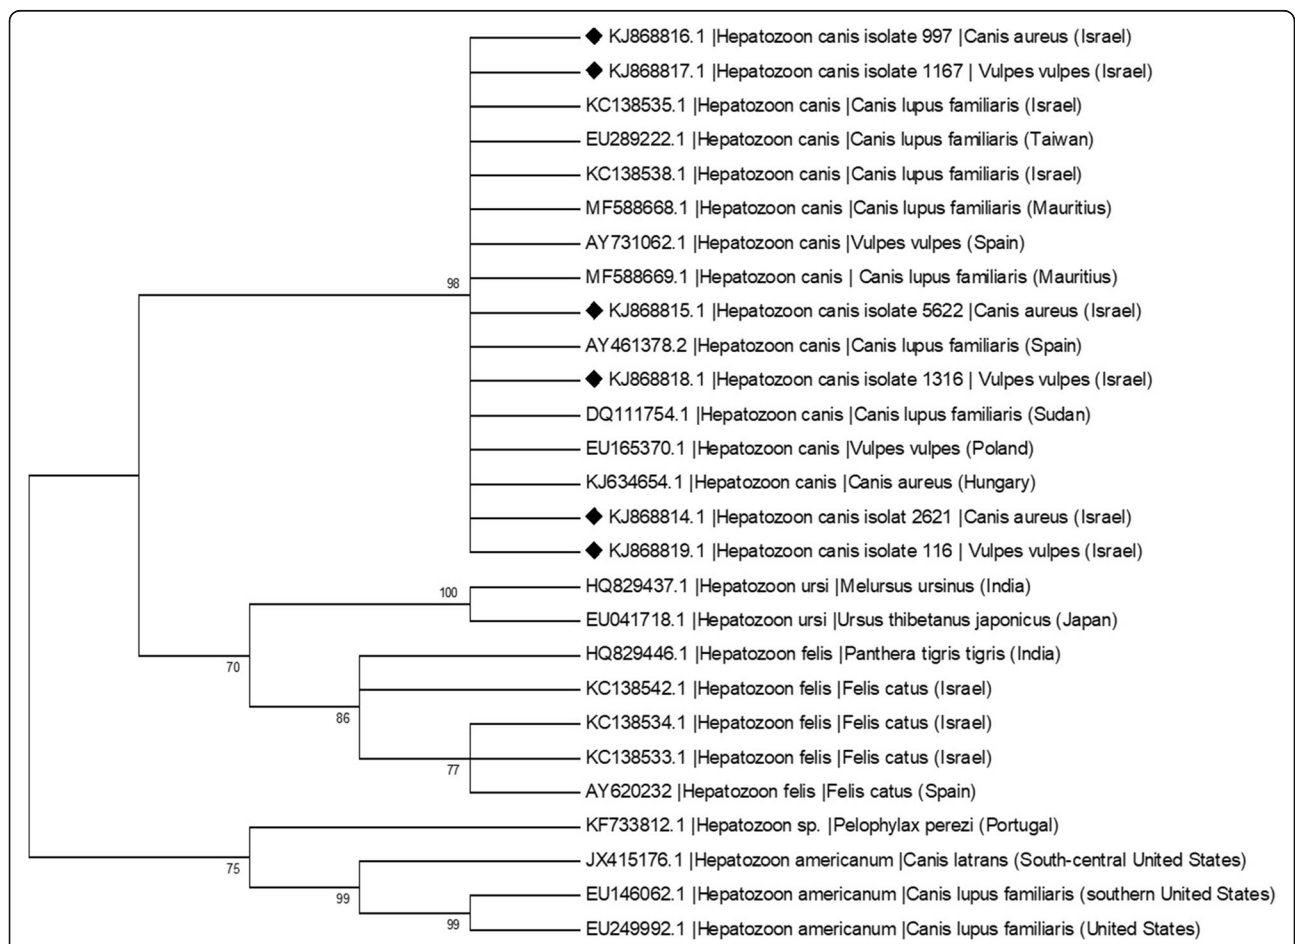 ◆ KJ868816.1 |Hepatozoon canis isolate 997 |Canis aureus (Israel)
◆ KJ868817.1 |Hepatozoon canis isolate 1167 | Vulpes vulpes (Israel)
KC138535.1 |Hepatozoon canis |Canis lupus familiaris (Israel)
EU289222.1 |Hepatozoon canis |Canis lupus familiaris (Taiwan)
KC138538.1 |Hepatozoon canis |Canis lupus familiaris (Israel)
MF588668.1 |Hepatozoon canis |Canis lupus familiaris (Mauritius)
AY731062.1 |Hepatozoon canis |Vulpes vulpes (Spain)
MF588669.1 |Hepatozoon canis | Canis lupus familiaris (Mauritius)
98
◆ KJ868815.1 |Hepatozoon canis isolate 5622 |Canis aureus (Israel)
AY461378.2 |Hepatozoon canis |Canis lupus familiaris (Spain)
◆ KJ868818.1 |Hepatozoon canis isolate 1316 | Vulpes vulpes (Israel)
DQ111754.1 |Hepatozoon canis |Canis lupus familiaris (Sudan)
EU165370.1 |Hepatozoon canis |Vulpes vulpes (Poland)
KJ634654.1 |Hepatozoon canis |Canis aureus (Hungary)
◆ KJ868814.1 |Hepatozoon canis isolat 2621 |Canis aureus (Israel)
◆ KJ868819.1 |Hepatozoon canis isolate 116 | Vulpes vulpes (Israel)
HQ829437.1 |Hepatozoon ursi |Melursus ursinus (India)
100
EU041718.1 |Hepatozoon ursi |Ursus thibetanus japonicus (Japan)
HQ829446.1 |Hepatozoon felis |Panthera tigris tigris (India)
70
KC138542.1 |Hepatozoon felis |Felis catus (Israel)
86
KC138534.1 |Hepatozoon felis |Felis catus (Israel)
KC138533.1 |Hepatozoon felis |Felis catus (Israel)
77
AY620232 |Hepatozoon felis |Felis catus (Spain)
KF733812.1 |Hepatozoon sp. |Pelophylax perezi (Portugal)
75
JX415176.1 |Hepatozoon americanum |Canis latrans (South-central United States)
99
EU146062.1 |Hepatozoon americanum |Canis lupus familiaris (southern United States)
99
EU249992.1 |Hepatozoon americanum |Canis lupus familiaris (United States)